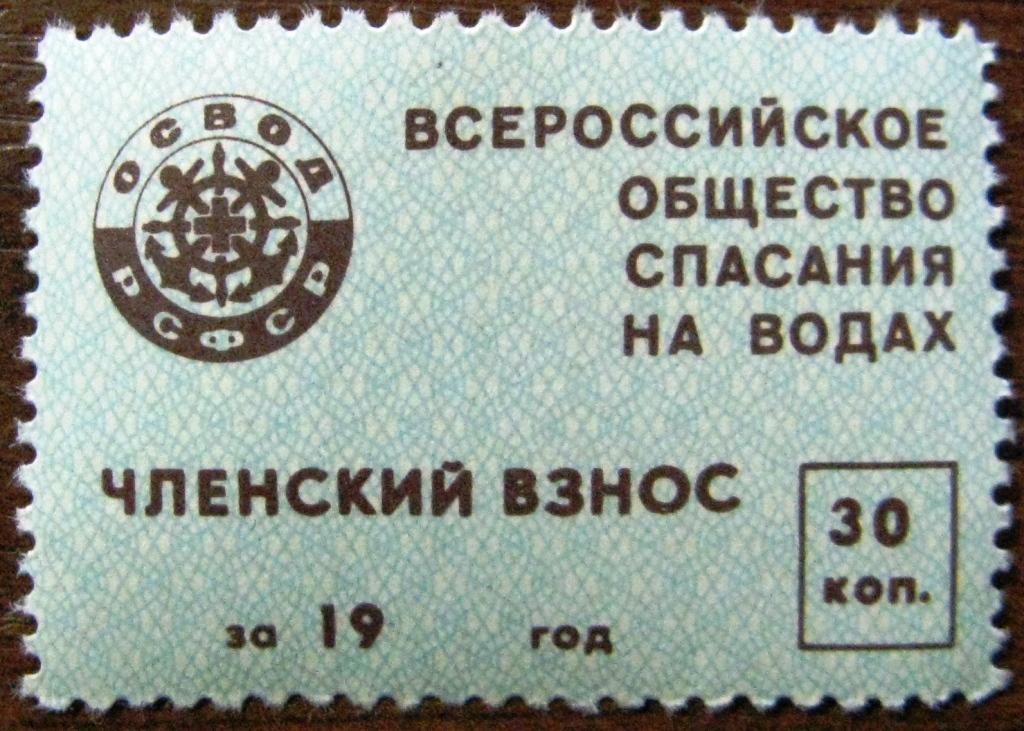 ОСВОД
РСФСР
ВСЕРОССИЙСКОЕ
ОБЩЕСТВО
СПАСАНИЯ
НА ВОДАХ
ЧЛЕНСКИЙ ВЗНОС
30
коп.
за 19 год